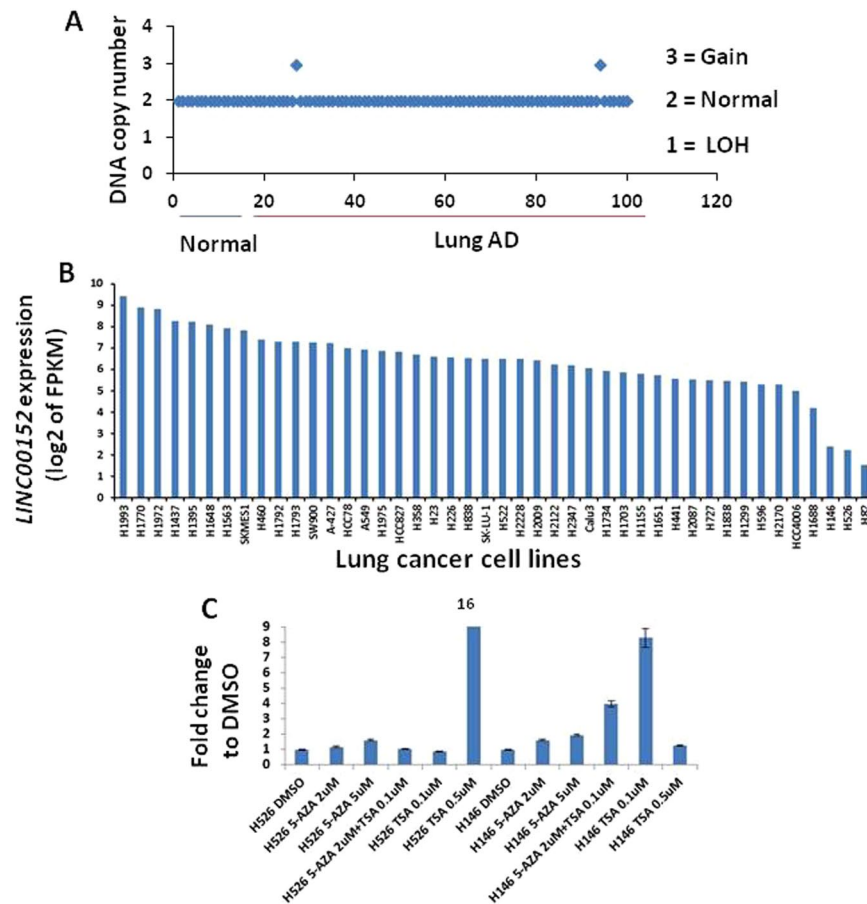 A
DNA copy number
4
3
2
1
0
0 20 40 60 80 100 120
3 = Gain
2 = Normal
1 = LOH
Normal
Lung AD
B
LINC00152 expression
(log2 of FPKM)
10
9
8
7
6
5
4
3
2
1
0
H1993
H1770
H1972
H1437
H1395
H1648
H1563
SKMES1
H460
H1792
H1793
SW900
A-427
HCC78
A549
H1975
HCC827
H358
H23
H226
H838
SK-LU-1
H522
H2228
H2009
H2122
H2347
Calu3
H1734
H1703
H1155
H1651
H441
H2087
H727
H1838
H1299
H596
H2170
HCC4006
H1688
H146
H526
H82
Lung cancer cell lines
C
16
Fold change
to DMSO
9
8
7
6
5
4
3
2
1
0
H526 DMSO
H526 5-AZA 2uM
H526 5-AZA 5uM
H526 5-AZA 2uM+TSA 0.1uM
H526 TSA 0.1uM
H526 TSA 0.5uM
H146 DMSO
H146 5-AZA 2uM
H146 5-AZA 5uM
H146 5-AZA 2uM+TSA 0.1uM
H146 TSA 0.1uM
H146 TSA 0.5uM